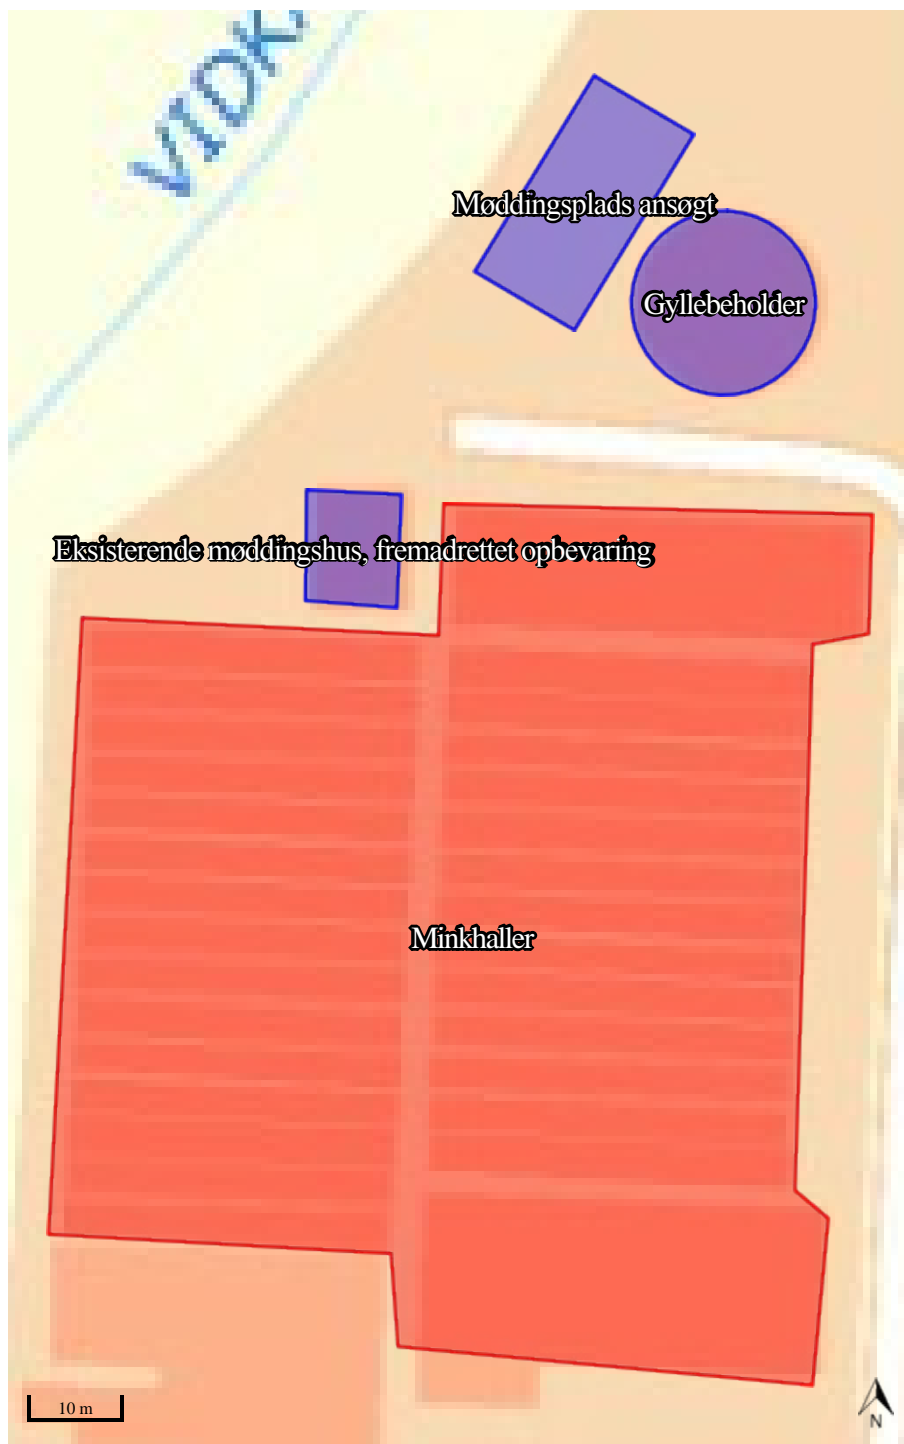 VIDK
Møddingsplads ansøgt
Gyllebeholder
Eksisterende møddingshus, fremadrettet opbevaring
Minkhaller
10 m
N